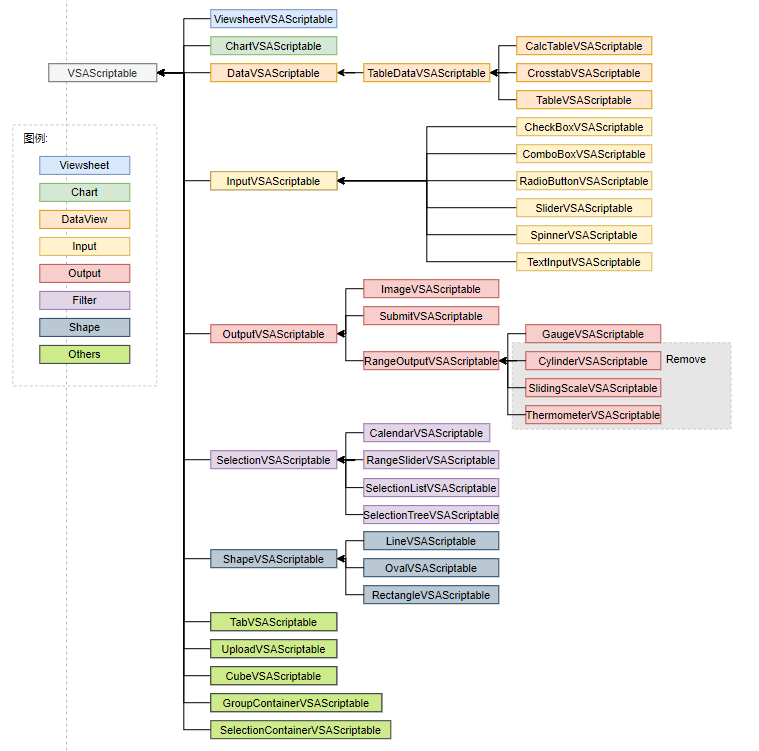 ViewsheetVSAScriptable
ChartVSAScriptable
VSAScriptable
DataVSAScriptable
TableDataVSAScriptable
CalcTableVSAScriptable
CrosstabVSAScriptable
TableVSAScriptable
图例:
Viewsheet
Chart
DataView
Input
Output
Filter
Shape
Others
InputVSAScriptable
CheckBoxVSAScriptable
ComboBoxVSAScriptable
RadioButtonVSAScriptable
SliderVSAScriptable
SpinnerVSAScriptable
TextInputVSAScriptable
OutputVSAScriptable
ImageVSAScriptable
SubmitVSAScriptable
RangeOutputVSAScriptable
GaugeVSAScriptable
CylinderVSAScriptable
Remove
SlidingScaleVSAScriptable
ThermometerVSAScriptable
SelectionVSAScriptable
CalendarVSAScriptable
RangeSliderVSAScriptable
SelectionListVSAScriptable
SelectionTreeVSAScriptable
ShapeVSAScriptable
LineVSAScriptable
OvalVSAScriptable
RectangleVSAScriptable
TabVSAScriptable
UploadVSAScriptable
CubeVSAScriptable
GroupContainerVSAScriptable
SelectionContainerVSAScriptable